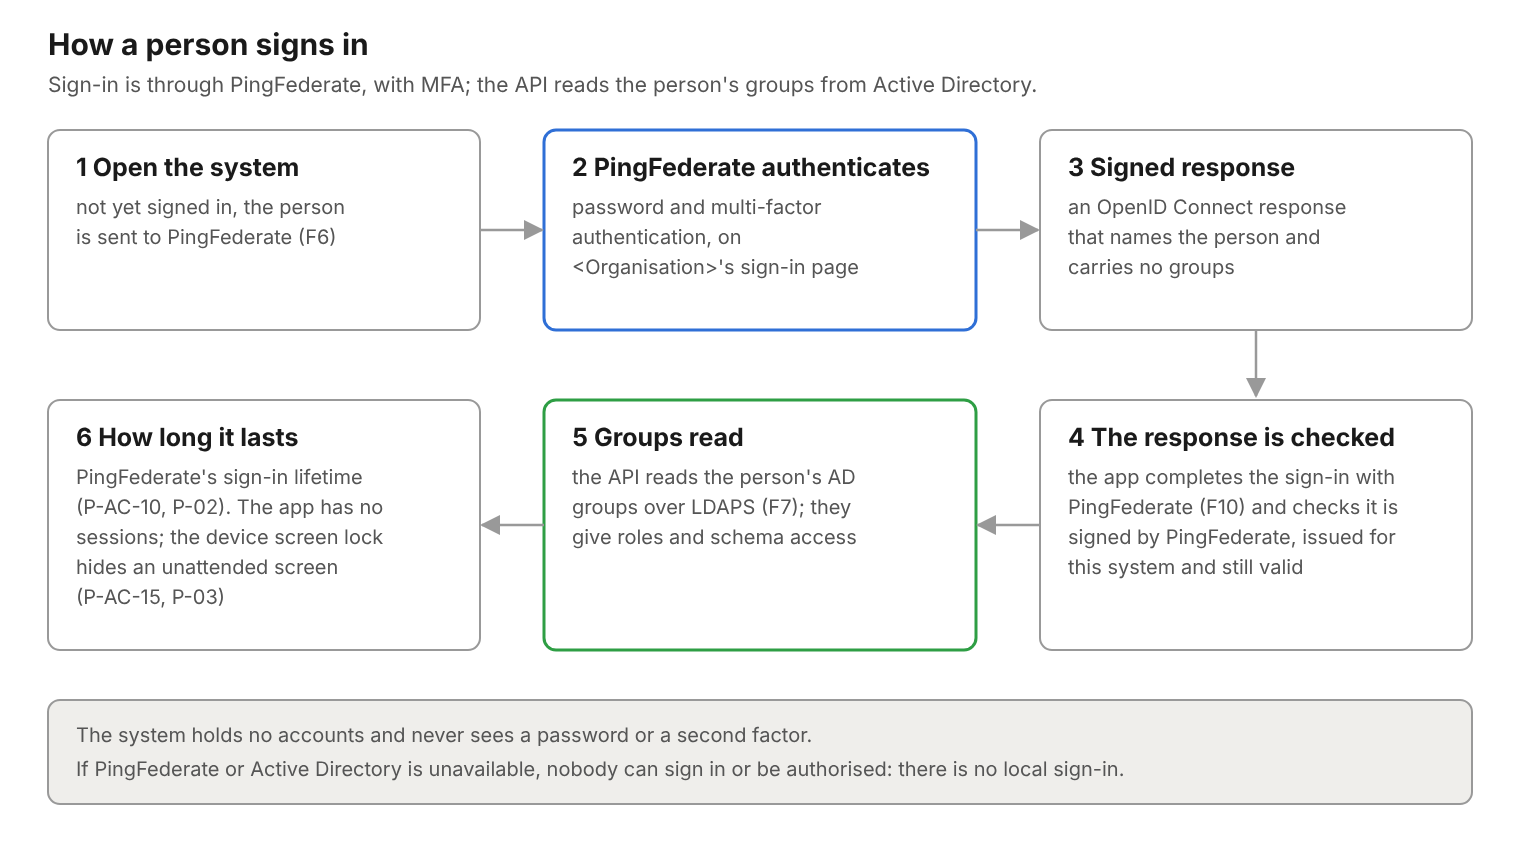 How a person signs in
Sign-in is through PingFederate, with MFA; the API reads the person's groups from Active Directory.
1 Open the system
not yet signed in, the person
is sent to PingFederate (F6)
2 PingFederate authenticates
password and multi-factor
authentication, on
<Organisation>'s sign-in page
3 Signed response
an OpenID Connect response
that names the person and
carries no groups
4 The response is checked
the app completes the sign-in with
PingFederate (F10) and checks it is
signed by PingFederate, issued for
this system and still valid
5 Groups read
the API reads the person's AD
groups over LDAPS (F7); they
give roles and schema access
6 How long it lasts
PingFederate's sign-in lifetime
(P-AC-10, P-02). The app has no
sessions; the device screen lock
hides an unattended screen
(P-AC-15, P-03)
The system holds no accounts and never sees a password or a second factor.
If PingFederate or Active Directory is unavailable, nobody can sign in or be authorised: there is no local sign-in.